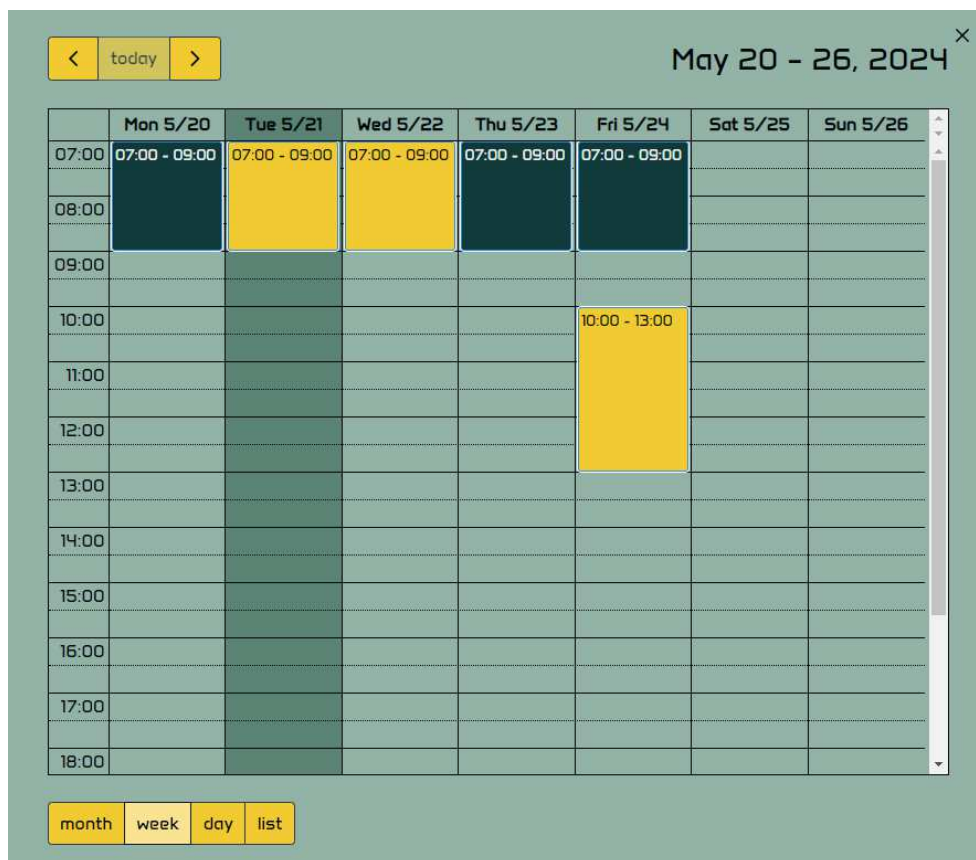 today
May 20 – 26, 2024
Mon 5/20 Tue 5/21 Wed 5/22 Thu 5/23 Fri 5/24 Sat 5/25 Sun 5/26
07:00 07:00 - 09:00 07:00 - 09:00 07:00 - 09:00 07:00 - 09:00 07:00 - 09:00
08:00
09:00
10:00 10:00 - 13:00
11:00
12:00
13:00
14:00
15:00
16:00
17:00
18:00
month week day list